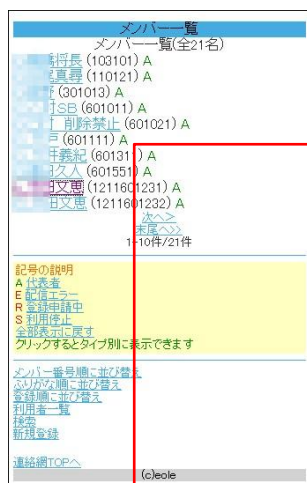 メンバー一覧
メンバー一覧(全21名)
将長 (103101) A
真尋 (110121) A
(301013) A
SB (601011) A
削除禁止 (601021) A
(601111) A
義紀 (601311)
久人 (601551) A
田文恵 (1211601231) A
田文恵 (1211601232) A
次へ>
末尾へ>>
1-10件/21件
記号の説明
A 代表者
E 配信エラー
R 登録申請中
S 利用停止
全部表示に戻す
クリックするとタイプ別に表示できます
メンバー番号順に並び替え
ふりがな順に並び替え
登録順に並び替え
利用者一覧
検索
新規登録
連絡網TOPへ
(c)eole